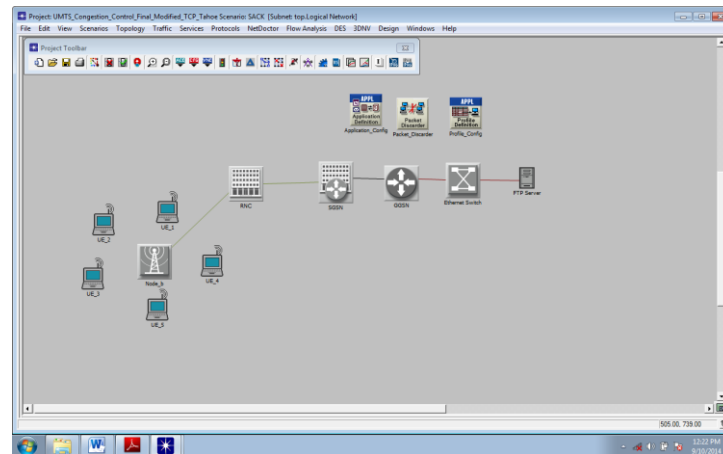 Project: UMTS_Congestion_Control_Final_Modified_TCP_Tahoe Scenario: SACK [Subnet: top.Logical Network]
File Edit View Scenarios Topology Traffic Services Protocols NetDoctor Flow Analysis DES 3DNV Design Windows Help
Project Toolbar
APPL
Application Definition
Application_Config
Packet Discarder
Packet_Discarder
APPL
Profile Definition
Profile_Config
RNC
SGSN
GGSN
Ethernet Switch
FTP Server
UE_2
UE_1
UE_3
Node_b
UE_4
UE_5
505.00, 739.00
12:22 PM
9/10/2014